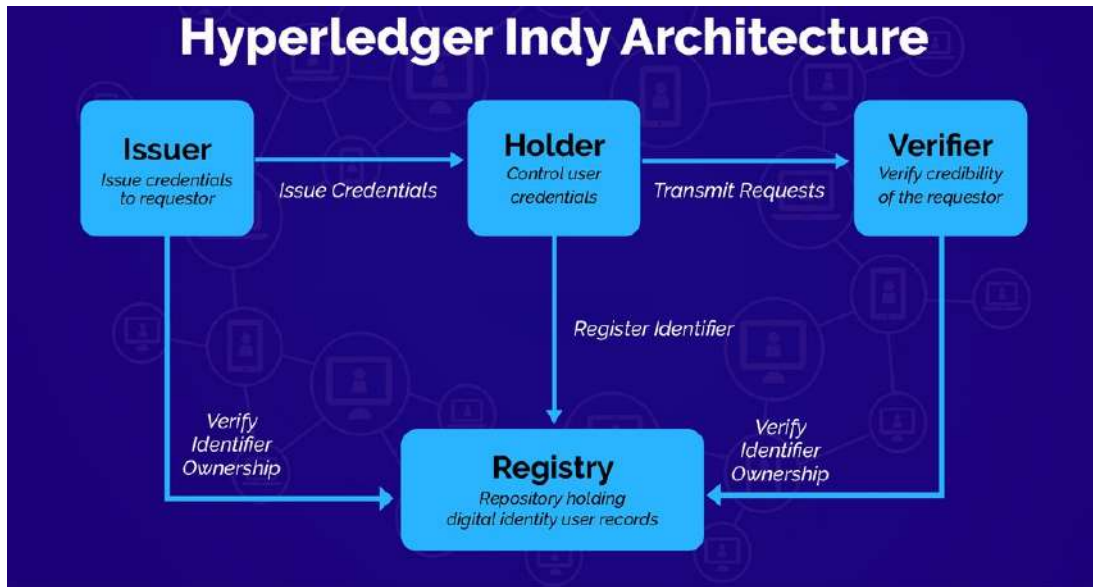 Hyperledger Indy Architecture
Issuer
Issue credentials
to requestor
Issue Credentials
Holder
Control user
credentials
Transmit Requests
Verifier
Verify credibility
of the requestor
Register Identifier
Verify
Identifier
Ownership
Verify
Identifier
Ownership
Registry
Repository holding
digital identity user records